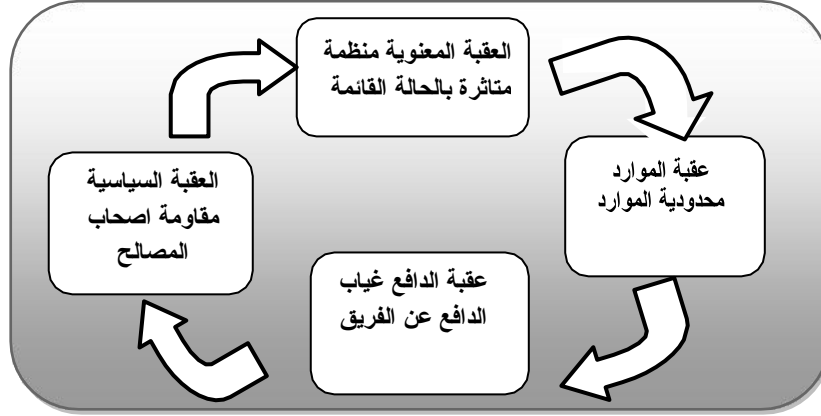 العقبة المعنوية منظمة
متاثرة بالحالة القائمة
عقبة الموارد
محدودية الموارد
عقبة الدافع غياب
الدافع عن الفريق
العقبة السياسية
مقاومة اصحاب
المصالح